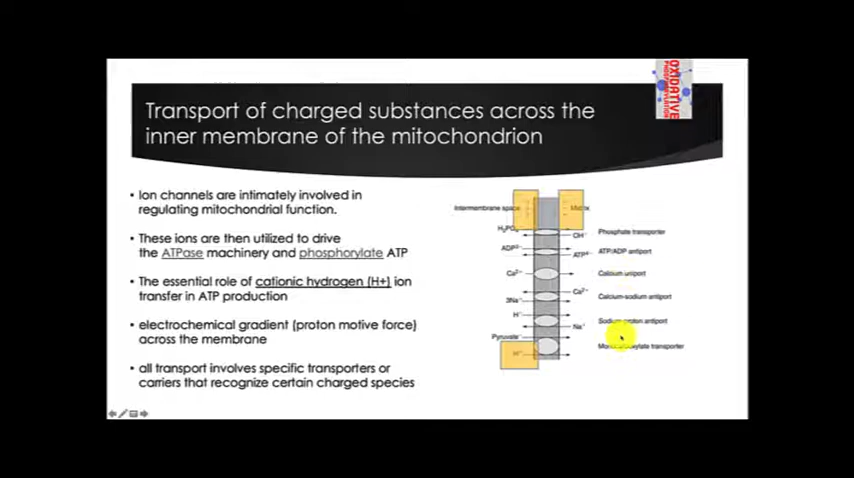 OXIDATIVE
PHOSPHORYLATION
Transport of charged substances across the
inner membrane of the mitochondrion
• Ion channels are intimately involved in
regulating mitochondrial function.
• These ions are then utilized to drive
the ATPase machinery and phosphorylate ATP
• The essential role of cationic hydrogen (H+) ion
transfer in ATP production
• electrochemical gradient (proton motive force)
across the membrane
• all transport involves specific transporters or
carriers that recognize certain charged species
Intermembrane space
Matrix
OH⁻ Phosphate transporter
ADP³⁻
ATP⁴⁻ ATP/ADP antiport
Ca²⁺ Calcium uniport
3Na⁺
Ca²⁺ Calcium-sodium antiport
H⁺
Na⁺ Sodium-proton antiport
Pyruvate⁻
H⁺
transporter